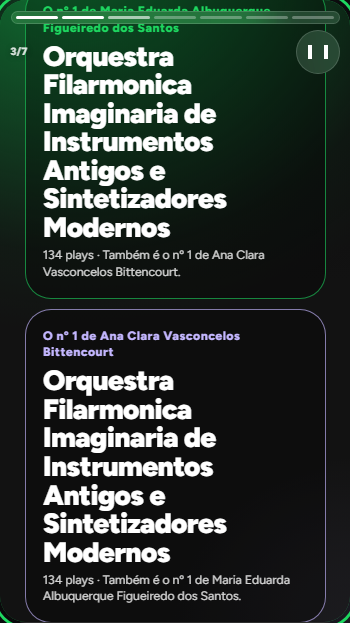 O nº 1 de Maria Eduarda Albuquerque
Figueiredo dos Santos
3/7
Orquestra
Filarmonica
Imaginaria de
Instrumentos
Antigos e
Sintetizadores
Modernos
134 plays · Também é o nº 1 de Ana Clara
Vasconcelos Bittencourt.
O nº 1 de Ana Clara Vasconcelos
Bittencourt
Orquestra
Filarmonica
Imaginaria de
Instrumentos
Antigos e
Sintetizadores
Modernos
134 plays · Também é o nº 1 de Maria Eduarda
Albuquerque Figueiredo dos Santos.